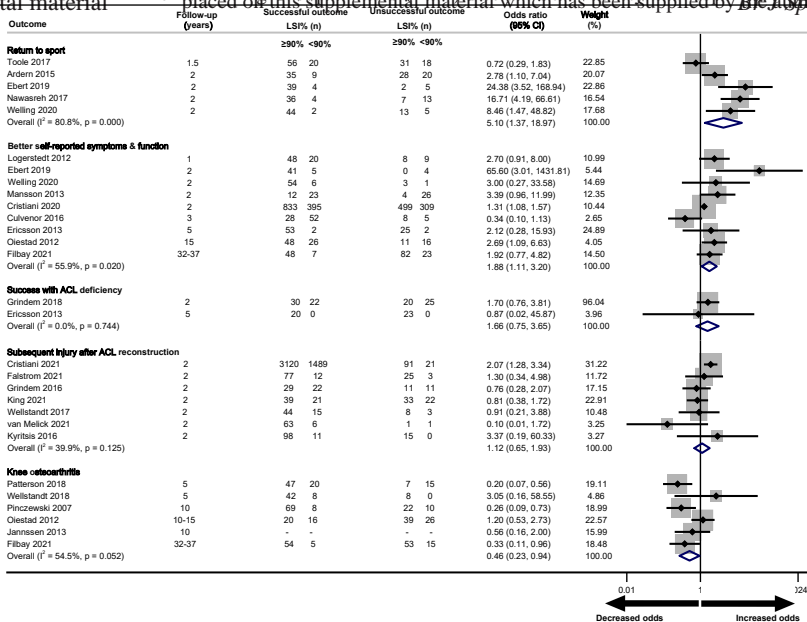 tal material placed on this supplemental material which has been supplied by the
Outcome Follow-up (years) Successful outcome LSI% (n) Unsuccessful outcome LSI% (n) Odds ratio (95% CI) Weight (%)
≥90% <90% ≥90% <90%
Return to sport
Toole 2017 1.5 56 20 31 18 0.72 (0.29, 1.83) 22.85
Ardern 2015 2 35 9 28 20 2.78 (1.10, 7.04) 20.07
Ebert 2019 2 39 4 2 5 24.38 (3.52, 168.94) 22.86
Nawasreh 2017 2 36 4 7 13 16.71 (4.19, 66.61) 16.54
Welling 2020 2 44 2 13 5 8.46 (1.47, 48.82) 17.68
Overall (I² = 80.8%, p = 0.000) 5.10 (1.37, 18.97) 100.00
Better self-reported symptoms & function
Logerstedt 2012 1 48 20 8 9 2.70 (0.91, 8.00) 10.99
Ebert 2019 2 41 5 0 4 65.60 (3.01, 1431.81) 5.44
Welling 2020 2 54 6 3 1 3.00 (0.27, 33.58) 14.69
Mansson 2013 2 12 23 4 26 3.39 (0.96, 11.99) 12.35
Cristiani 2020 2 833 395 499 309 1.31 (1.08, 1.57) 10.44
Culvenor 2016 3 28 52 8 5 0.34 (0.10, 1.13) 2.65
Ericsson 2013 5 53 2 25 2 2.12 (0.28, 15.93) 24.89
Oiestad 2012 15 48 26 11 16 2.69 (1.09, 6.63) 4.05
Filbay 2021 32-37 48 7 82 23 1.92 (0.77, 4.82) 14.50
Overall (I² = 55.9%, p = 0.020) 1.88 (1.11, 3.20) 100.00
Success with ACL deficiency
Grindem 2018 2 30 22 20 25 1.70 (0.76, 3.81) 96.04
Ericsson 2013 5 20 0 23 0 0.87 (0.02, 45.87) 3.96
Overall (I² = 0.0%, p = 0.744) 1.66 (0.75, 3.65) 100.00
Subsequent Injury after ACL reconstruction
Cristiani 2021 2 3120 1489 91 21 2.07 (1.28, 3.34) 31.22
Falstrom 2021 2 77 12 25 3 1.30 (0.34, 4.98) 11.72
Grindem 2016 2 29 22 11 11 0.76 (0.28, 2.07) 17.15
King 2021 2 39 21 33 22 0.81 (0.38, 1.72) 22.91
Wellstandt 2017 2 44 15 8 3 0.91 (0.21, 3.88) 10.48
van Melick 2021 2 63 6 1 1 0.10 (0.01, 1.72) 3.25
Kyritsis 2016 2 98 11 15 0 3.37 (0.19, 60.33) 3.27
Overall (I² = 39.9%, p = 0.125) 1.12 (0.65, 1.93) 100.00
Knee osteoarthritis
Patterson 2018 5 47 20 7 15 0.20 (0.07, 0.56) 19.11
Wellstandt 2018 5 42 8 8 0 3.05 (0.16, 58.55) 4.86
Pinczewski 2007 10 69 8 22 10 0.26 (0.09, 0.73) 18.99
Oiestad 2012 10-15 20 16 39 26 1.20 (0.53, 2.73) 22.57
Jannssen 2013 10 - - - - 0.56 (0.16, 2.00) 15.99
Filbay 2021 32-37 54 5 53 15 0.33 (0.11, 0.96) 18.48
Overall (I² = 54.5%, p = 0.052) 0.46 (0.23, 0.94) 100.00
0.01 1 024
Decreased odds Increased odds